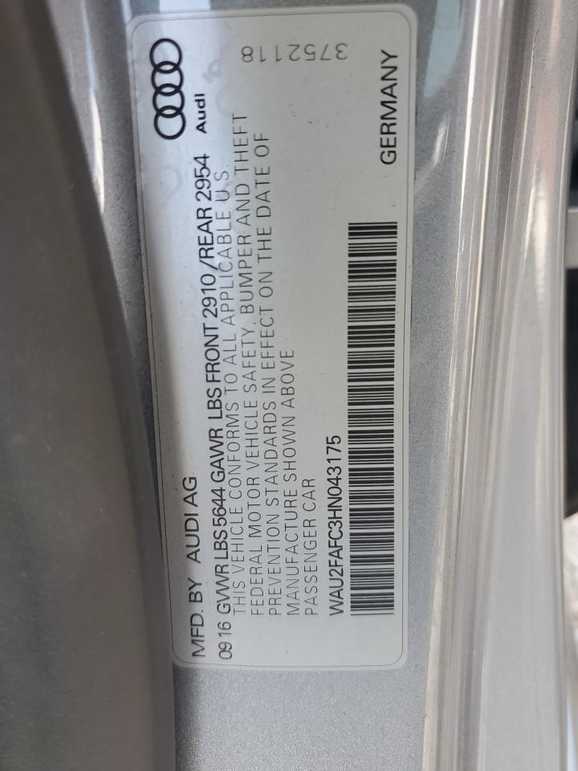 MFD. BY AUDI AG
Audi
09 16 GVWR LBS 5644 GAWR LBS FRONT 2910 / REAR 2954
THIS VEHICLE CONFORMS TO ALL APPLICABLE U.S.
FEDERAL MOTOR VEHICLE SAFETY, BUMPER AND THEFT
PREVENTION STANDARDS IN EFFECT ON THE DATE OF
MANUFACTURE SHOWN ABOVE
PASSENGER CAR
WAU2FAFC3HN043175
GERMANY
3752118